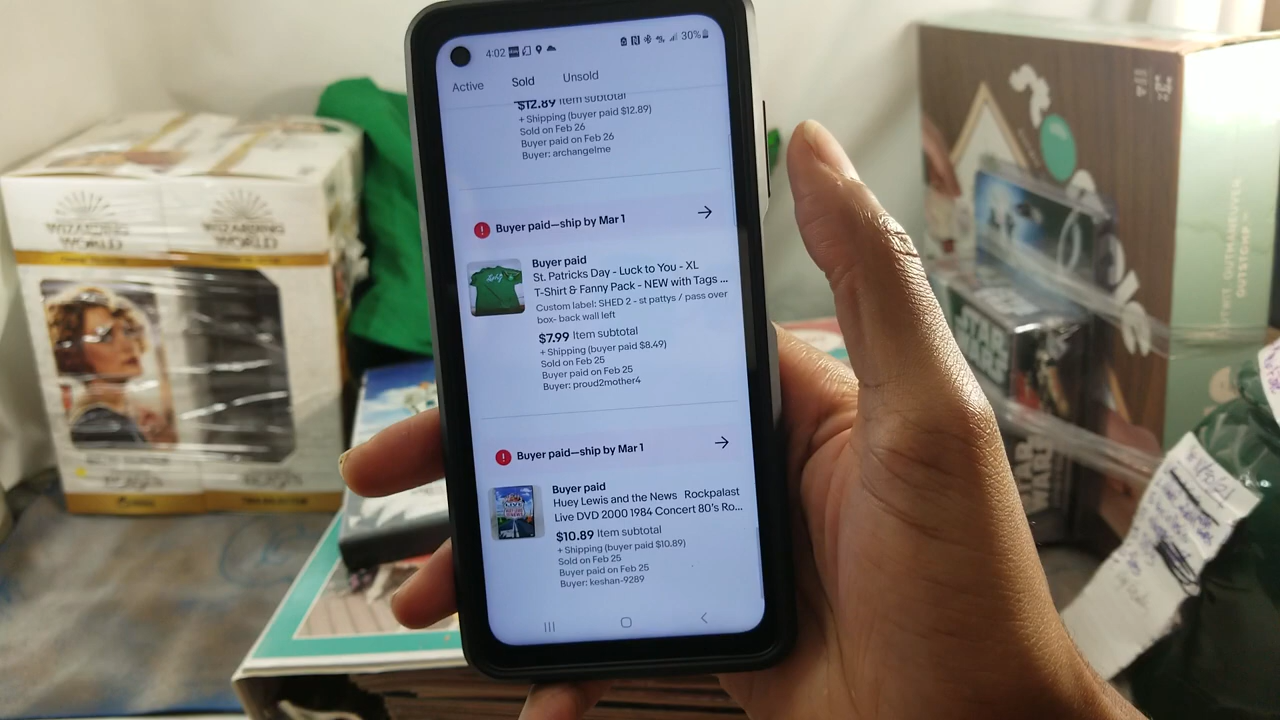 4:02
30%
Active Sold Unsold
$12.89 Item subtotal
+ Shipping (buyer paid $12.89)
Sold on Feb 26
Buyer paid on Feb 26
Buyer: archangelme
Buyer paid—ship by Mar 1
Buyer paid
St. Patricks Day - Luck to You - XL
T-Shirt & Fanny Pack - NEW with Tags ...
Custom label: SHED 2 - st pattys / pass over
box- back wall left
$7.99 Item subtotal
+ Shipping (buyer paid $8.49)
Sold on Feb 25
Buyer paid on Feb 25
Buyer: proud2mother4
Buyer paid—ship by Mar 1
Buyer paid
Huey Lewis and the News Rockpalast
Live DVD 2000 1984 Concert 80's Ro...
$10.89 Item subtotal
+ Shipping (buyer paid $10.89)
Sold on Feb 25
Buyer paid on Feb 25
Buyer: keshan-9289
WIZARDING
WORLD
WIZARDING
WORLD
STAR
WARS
STAR
WARS